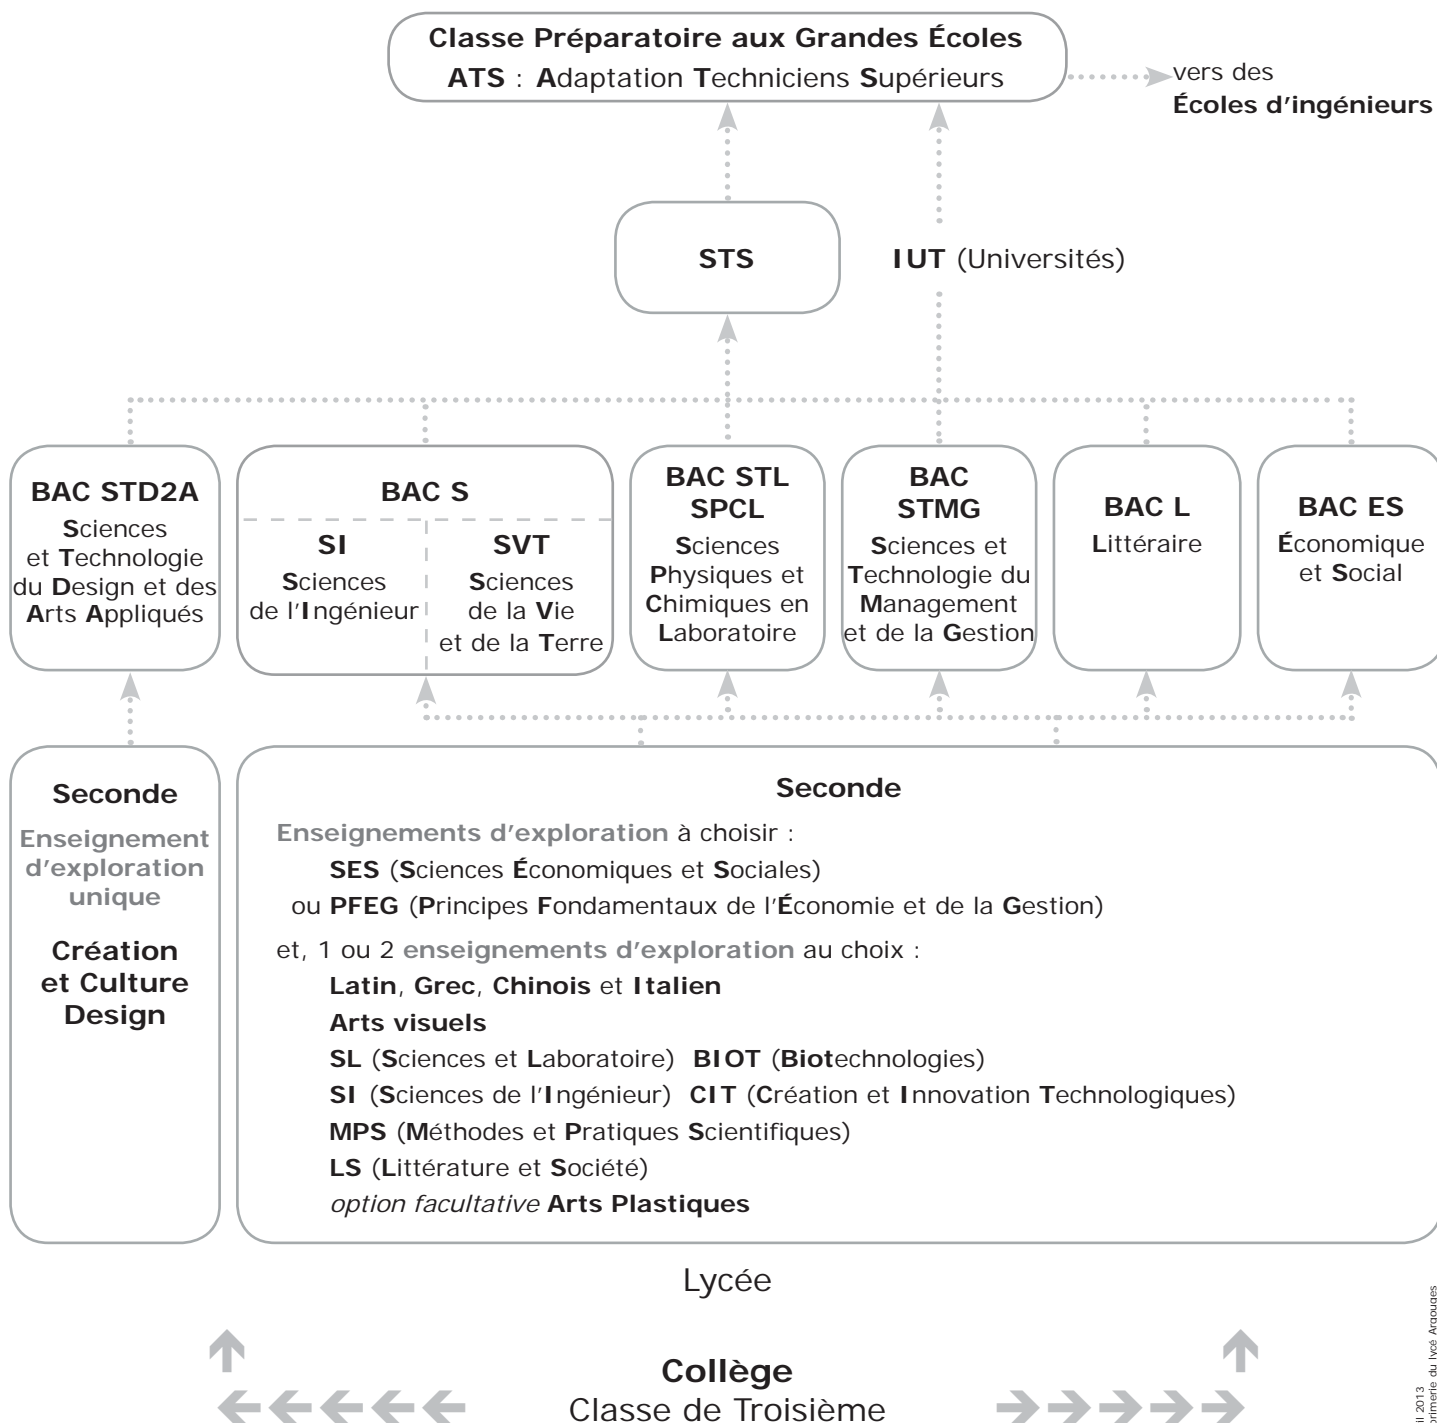 Classe Préparatoire aux Grandes Écoles
ATS : Adaptation Techniciens Supérieurs
vers des
Écoles d'ingénieurs
STS
IUT (Universités)
BAC STD2A
Sciences
et Technologie
du Design et des
Arts Appliqués
BAC S
SI
Sciences
de l'Ingénieur
SVT
Sciences
de la Vie
et de la Terre
BAC STL
SPCL
Sciences
Physiques et
Chimiques en
Laboratoire
BAC
STMG
Sciences et
Technologie du
Management
et de la Gestion
BAC L
Littéraire
BAC ES
Économique
et Social
Seconde
Enseignement
d'exploration
unique
Création
et Culture
Design
Seconde
Enseignements d'exploration à choisir :
SES (Sciences Économiques et Sociales)
ou PFEG (Principes Fondamentaux de l'Économie et de la Gestion)
et, 1 ou 2 enseignements d'exploration au choix :
Latin, Grec, Chinois et Italien
Arts visuels
SL (Sciences et Laboratoire) BIOT (Biotechnologies)
SI (Sciences de l'Ingénieur) CIT (Création et Innovation Technologiques)
MPS (Méthodes et Pratiques Scientifiques)
LS (Littérature et Société)
option facultative Arts Plastiques
Lycée
Collège
Classe de Troisième
2013
du lycé Argouges